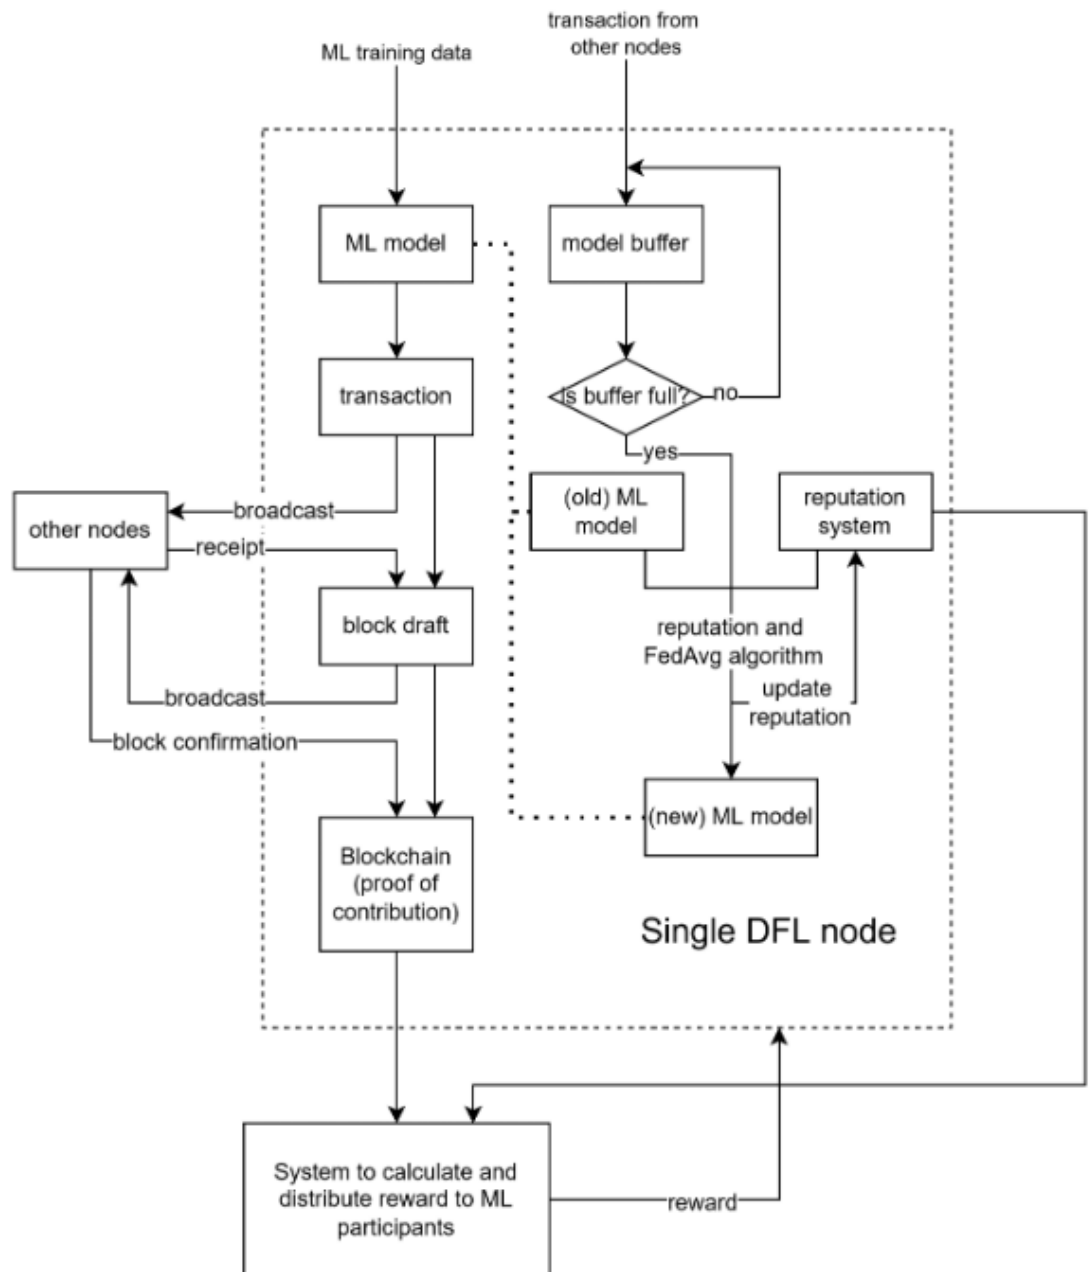 transaction from
other nodes
ML training data
ML model
model buffer
transaction
is buffer full?
no
yes
(old) ML
model
reputation
system
other nodes
broadcast
receipt
block draft
reputation and
FedAvg algorithm
update
reputation
broadcast
block confirmation
(new) ML model
Blockchain
(proof of
contribution)
Single DFL node
System to calculate and
distribute reward to ML
participants
reward